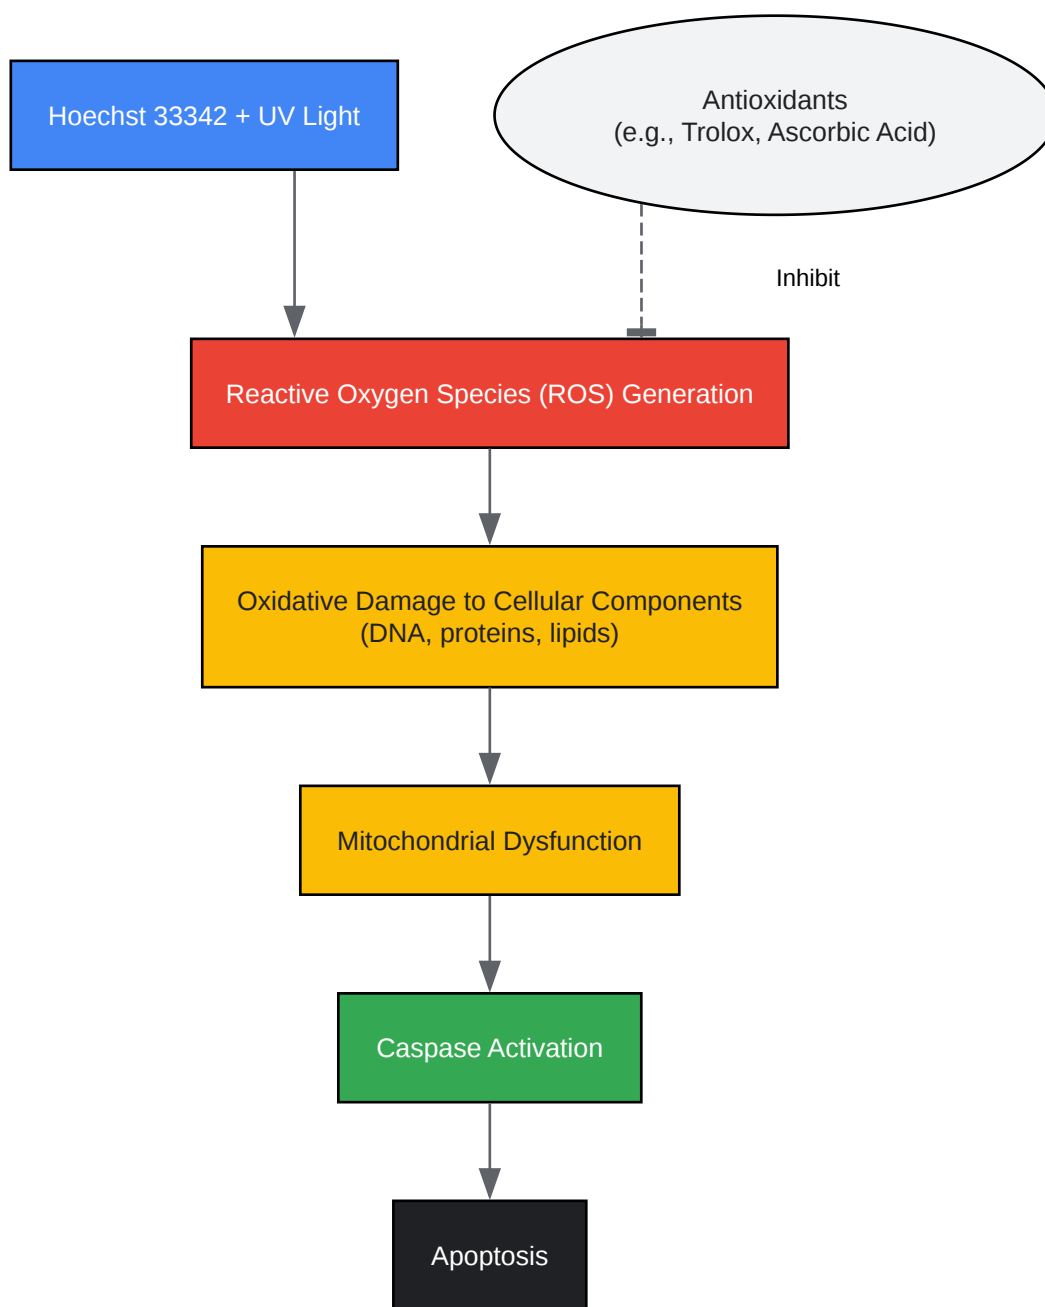 Hoechst 33342 + UV Light
Antioxidants
(e.g., Trolox, Ascorbic Acid)
Inhibit
Reactive Oxygen Species (ROS) Generation
Oxidative Damage to Cellular Components
(DNA, proteins, lipids)
Mitochondrial Dysfunction
Caspase Activation
Apoptosis